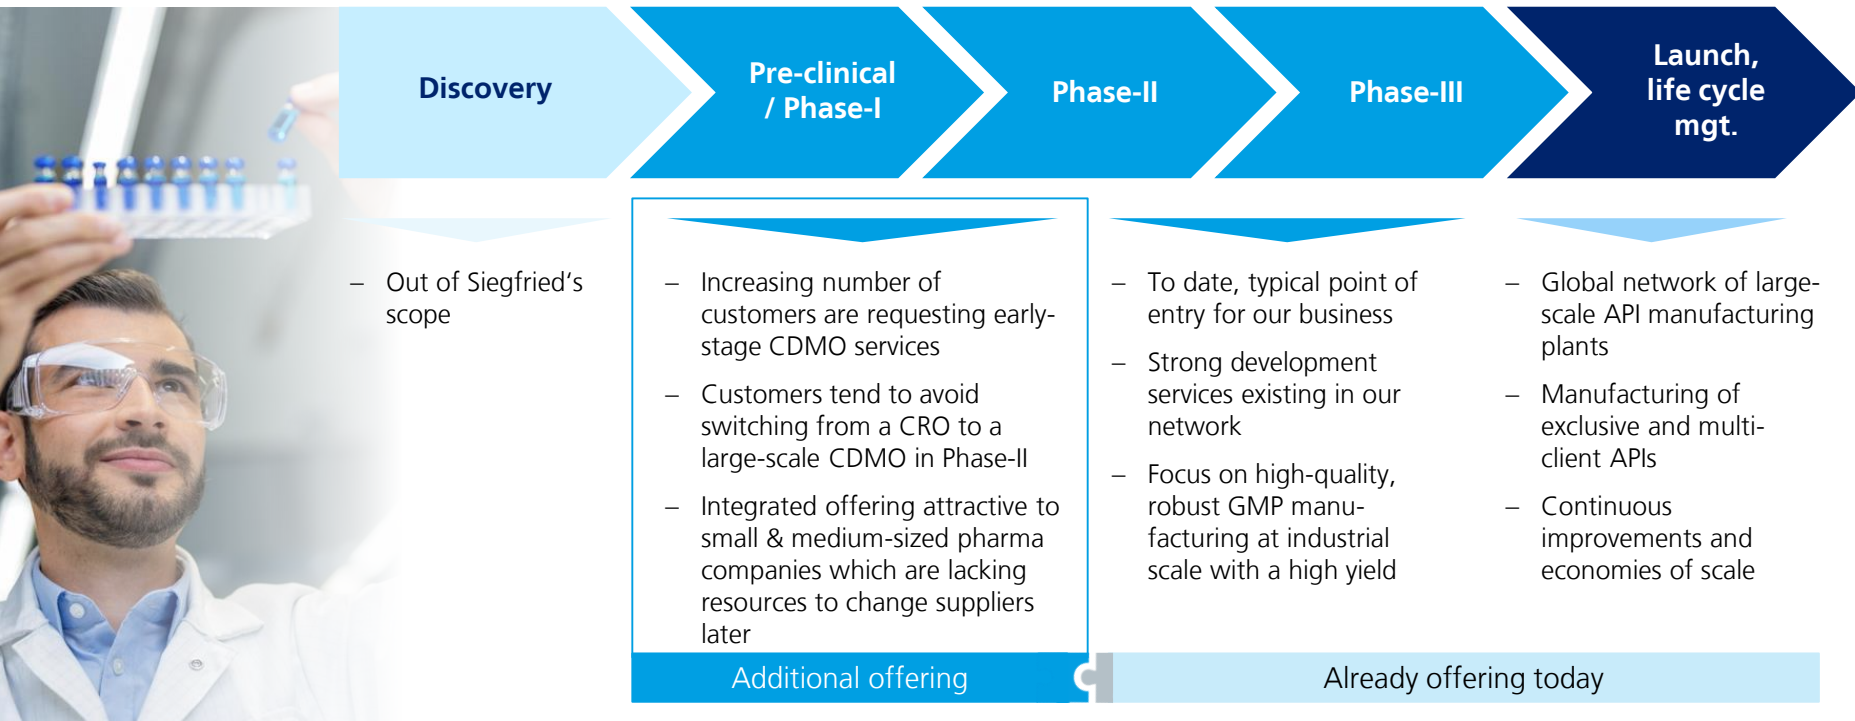 Discovery
Pre-clinical
/ Phase-I
Phase-II
Phase-III
Launch,
life cycle
mgt.
– Out of Siegfried‘s
scope
– Increasing number of
customers are requesting early-
stage CDMO services
– Customers tend to avoid
switching from a CRO to a
large-scale CDMO in Phase-II
– Integrated offering attractive to
small & medium-sized pharma
companies which are lacking
resources to change suppliers
later
– To date, typical point of
entry for our business
– Strong development
services existing in our
network
– Focus on high-quality,
robust GMP manu-
facturing at industrial
scale with a high yield
– Global network of large-
scale API manufacturing
plants
– Manufacturing of
exclusive and multi-
client APIs
– Continuous
improvements and
economies of scale
Additional offering
Already offering today